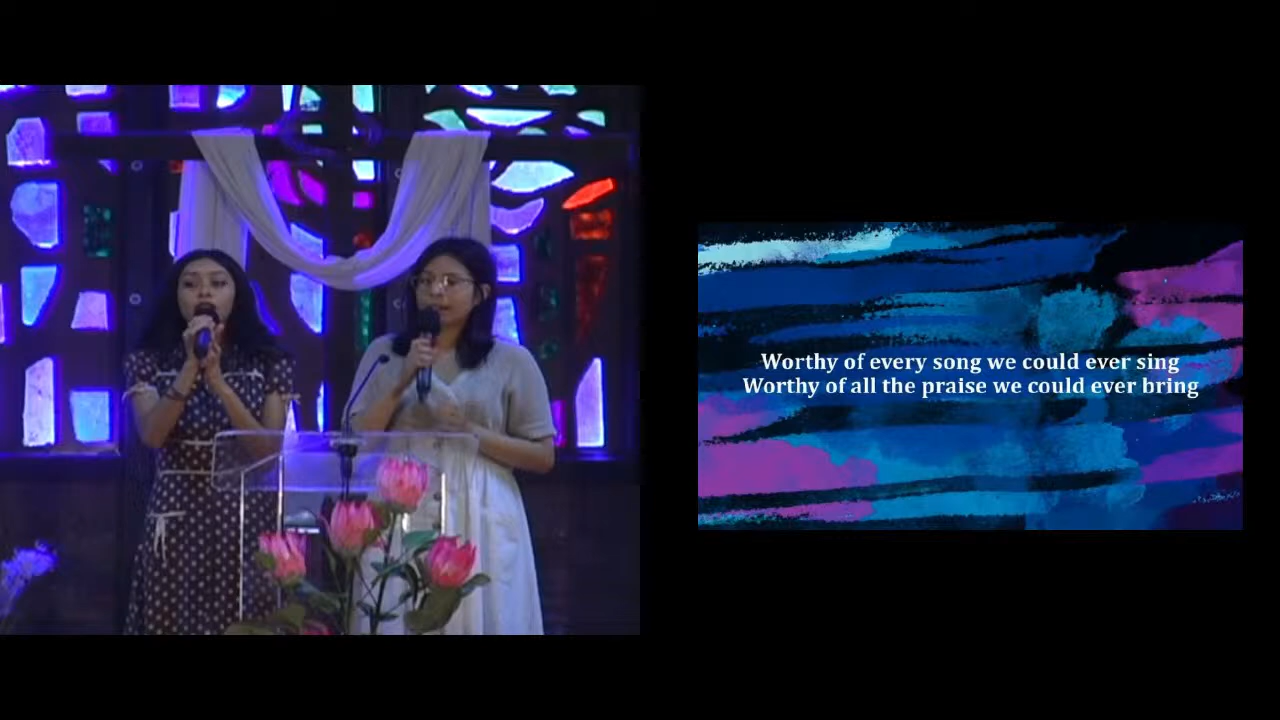 Worthy of every song we could ever sing
Worthy of all the praise we could ever bring